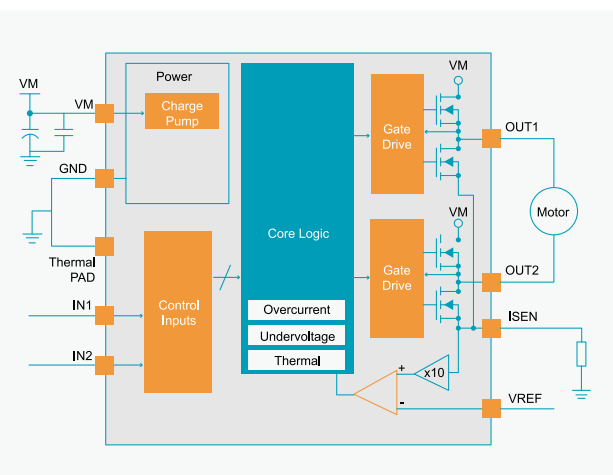 VM
VM
Power
Charge
Pump
GND
Thermal
PAD
IN1
IN2
Control
Inputs
Core Logic
Overcurrent
Undervoltage
Thermal
VM
Gate
Drive
OUT1
Motor
VM
Gate
Drive
OUT2
ISEN
+
x10
-
VREF